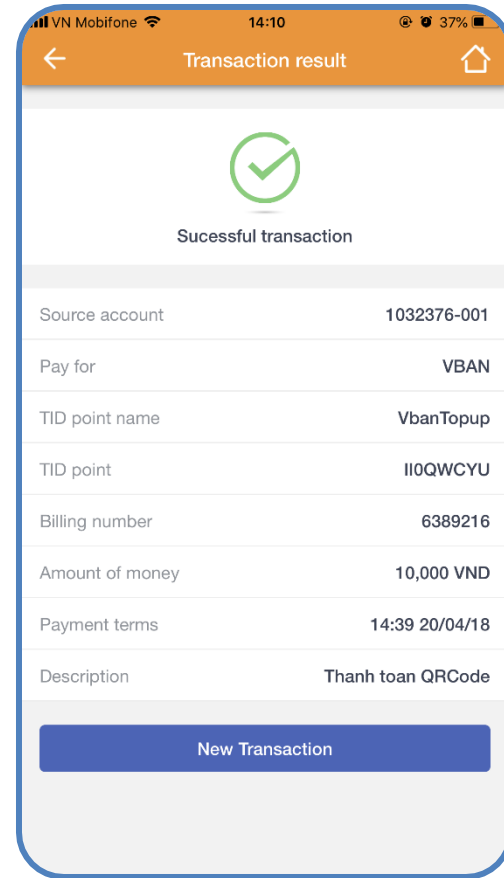 VN Mobifone 14:10 37%
Transaction result
Sucessful transaction
Source account 1032376-001
Pay for VBAN
TID point name VbanTopup
TID point II0QWCYU
Billing number 6389216
Amount of money 10,000 VND
Payment terms 14:39 20/04/18
Description Thanh toan QRCode
New Transaction